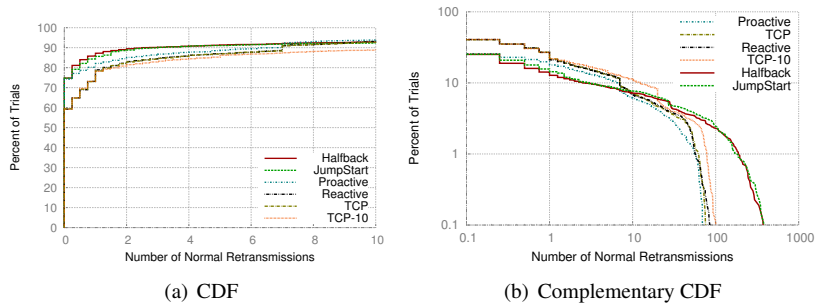 100
90
80
70
60
50
40
30
20
10
0
0 2 4 6 8 10
Percent of Trials
Number of Normal Retransmissions
Halfback
JumpStart
Proactive
Reactive
TCP
TCP-10
(a) CDF
100
10
1
0.1
0.1 1 10 100 1000
Percent of Trials
Number of Normal Retransmissions
Proactive
TCP
Reactive
TCP-10
Halfback
JumpStart
(b) Complementary CDF